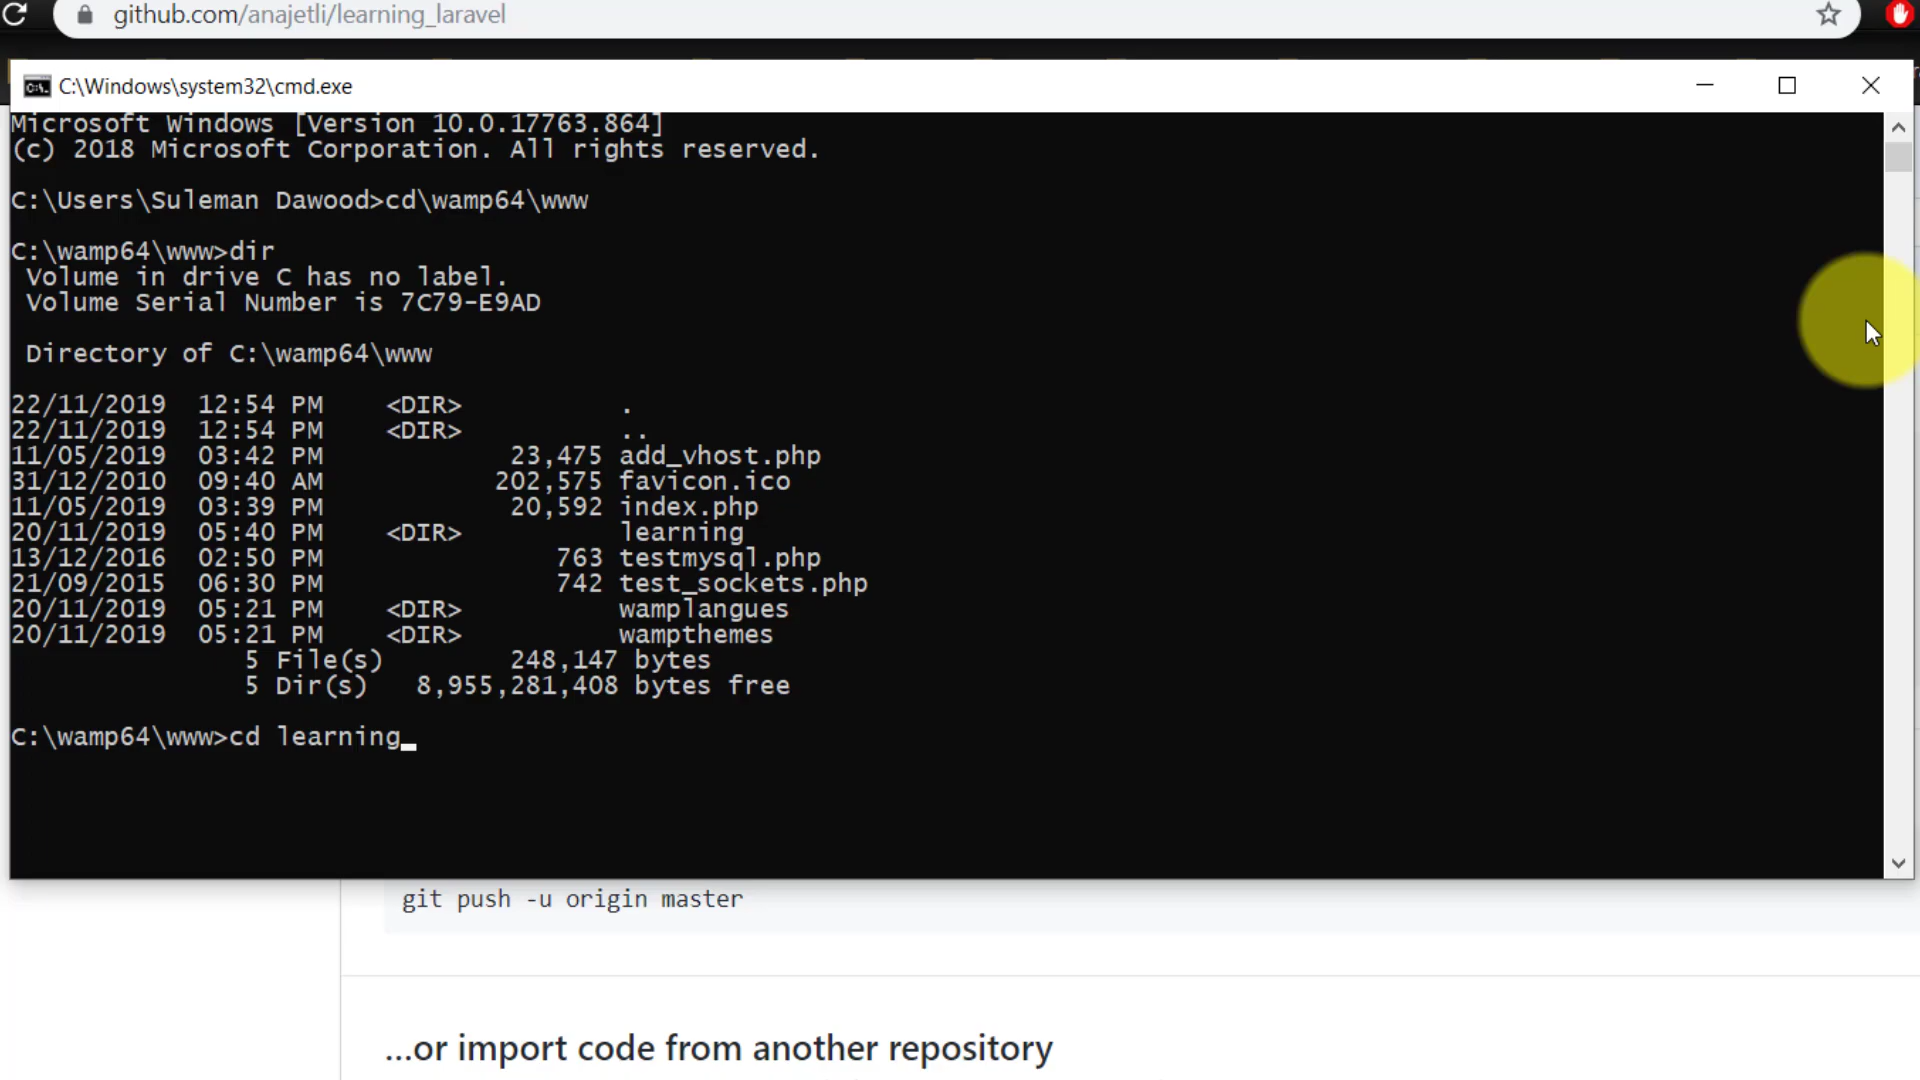 github.com/anajetli/learning_laravel
C:\Windows\system32\cmd.exe
Microsoft Windows [Version 10.0.17763.864]
(c) 2018 Microsoft Corporation. All rights reserved.
C:\Users\Suleman Dawood>cd\wamp64\www
C:\wamp64\www>dir
Volume in drive C has no label.
Volume Serial Number is 7C79-E9AD
Directory of C:\wamp64\www
22/11/2019  12:54 PM    <DIR>          .
22/11/2019  12:54 PM    <DIR>          ..
11/05/2019  03:42 PM            23,475 add_vhost.php
31/12/2010  09:40 AM           202,575 favicon.ico
11/05/2019  03:39 PM            20,592 index.php
20/11/2019  05:40 PM    <DIR>          learning
13/12/2016  02:50 PM               763 testmysql.php
21/09/2015  06:30 PM               742 test_sockets.php
20/11/2019  05:21 PM    <DIR>          wamplangues
20/11/2019  05:21 PM    <DIR>          wampthemes
5 File(s)        248,147 bytes
5 Dir(s)   8,955,281,408 bytes free
C:\wamp64\www>cd learning_
git push -u origin master
...or import code from another repository